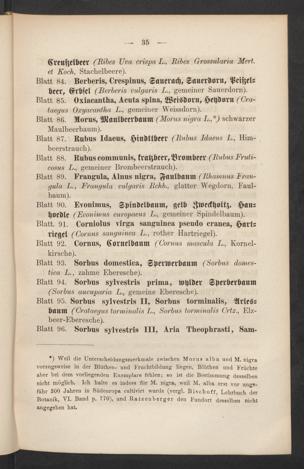 — 35 —
Creußelbeer (Ribes Uva crispa L., Ribes Grossularia Mert.
et Koch, Stachelbeere).
Blatt 84. Berberis, Crespinus, Saurach, Saurdorn,
beer, Erbsel (Berberis vulgaris L., gemeiner Sauerdorn).
Blatt 85. Oxiacantha, Acuta spina, Weisdorn, Heydorn (Cra-
taegus Oxyacantha L., gemeiner Weissdorn).
Blatt 86. Morus, Maulbeerbaum (Morus nigra L.,*) schwarzer
Maulbeerbaum).
Blatt 87. Rubus Idaeus, Hindtbeer (Rubus Idaeus L., Him-
beerstrauch).
Blatt 88. Rubus communis, kratzbeer, Brombeer (Rubus Fruti-
cosus L., gemeiner Brombeerstrauch).
Blatt 89. Frangula, Alnus nigra, Faulbaum (Rhamnus Fran-
gula L., Frangula vulgaris Rchb., glatter Wegdorn, Faul-
baum).
Blatt 90. Evonimus, Spindelbaum, gelb
hoedle (Evonimus europaeus L., gemeiner Spindelbaum).
Blatt 91. Corniolus virga sanguinea pseudo cranea, Hart-
riegel (Cornus sanguinea L., rother Hartriegel).
Blatt 92. Cornus, Cornelbaum (Cornus mascula L., Kornel-
kirsche).
Blatt 93. Sorbus domestica, Sperwerbaum (Sorbus domes-
tica L., zahme Eberesche).
Blatt 94. Sorbus sylvestris prima, wylder Sperberbaum
(Sorbus aucuparia L., gemeine Eberesche).
Blatt 95. Sorbus sylvestris II, Sorbus torminalis, Arles-
baum (Crataegus torminalis L., Sorbus torminalis Crtz., Elz-
beer-Eberesche).
Blatt 96. Sorbus sylvestris III, Aria Theophrasti, Sam-
*) Weil die Unterscheidungsmerkmale zwischen Morus alba und M. nigra
vorzugsweise in der Blüthen- und Fruchtbildung liegen, Blüthen und Früchte
aber bei dem vorliegenden Exemplare fehlen, so ist die Bestimmung desselben
nicht möglich. Ich halte es indess für M. nigra, weil M. alba erst vor unge-
fähr 300 Jahren in Südeuropa cultivirt wurde (vergl. Bischoff, Lehrbuch der
Botanik, VI. Band p. 770), und Ratzenberger den Fundort desselben nicht
angegeben hat.